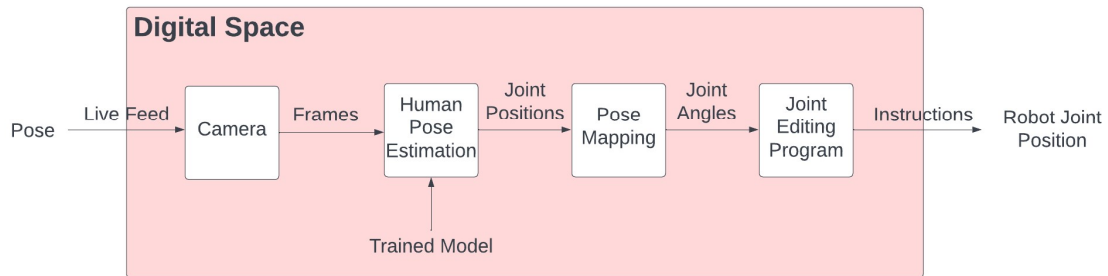 Digital Space
Pose
Live Feed
Camera
Frames
Human
Pose
Estimation
Trained Model
Joint
Positions
Pose
Mapping
Joint
Angles
Joint
Editing
Program
Instructions
Robot Joint
Position